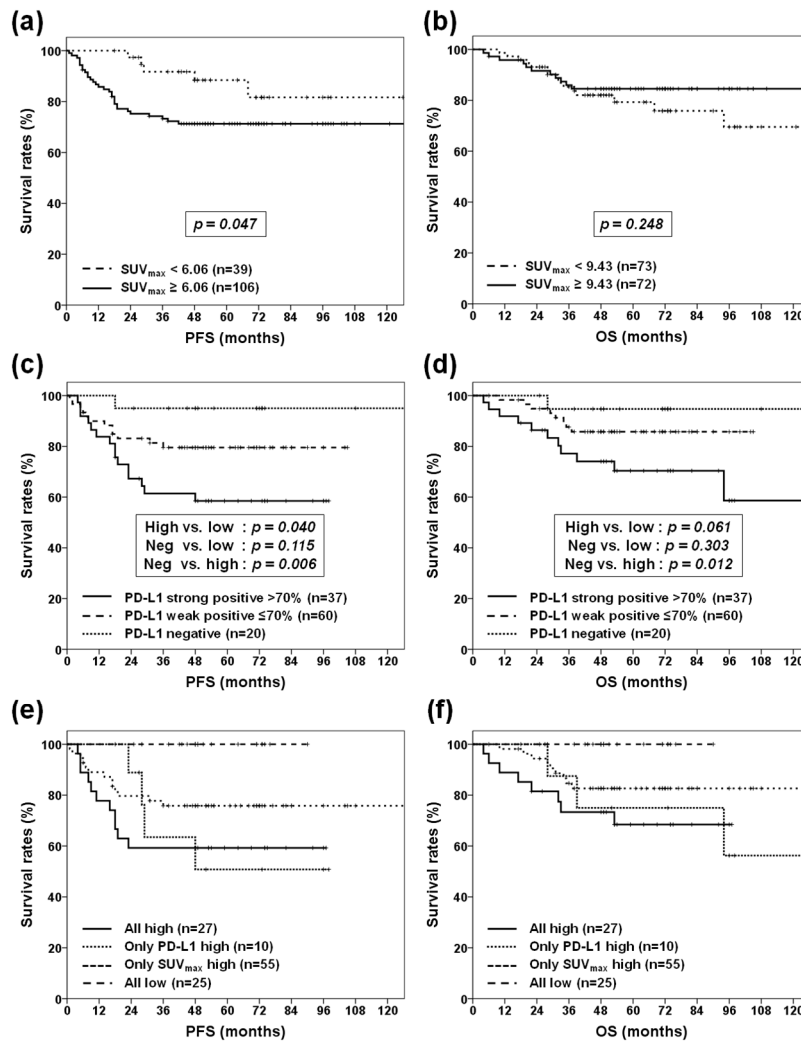 (a)
100
80
60
40
20
0
Survival rates (%)
p = 0.047
SUVmax < 6.06 (n=39)
SUVmax ≥ 6.06 (n=106)
0 12 24 36 48 60 72 84 96 108 120
PFS (months)
(b)
100
80
60
40
20
0
Survival rates (%)
p = 0.248
SUVmax < 9.43 (n=73)
SUVmax ≥ 9.43 (n=72)
0 12 24 36 48 60 72 84 96 108 120
OS (months)
(c)
100
80
60
40
20
0
Survival rates (%)
High vs. low : p = 0.040
Neg vs. low : p = 0.115
Neg vs. high : p = 0.006
PD-L1 strong positive >70% (n=37)
PD-L1 weak positive ≤70% (n=60)
PD-L1 negative (n=20)
0 12 24 36 48 60 72 84 96 108 120
PFS (months)
(d)
100
80
60
40
20
0
Survival rates (%)
High vs. low : p = 0.061
Neg vs. low : p = 0.303
Neg vs. high : p = 0.012
PD-L1 strong positive >70% (n=37)
PD-L1 weak positive ≤70% (n=60)
PD-L1 negative (n=20)
0 12 24 36 48 60 72 84 96 108 120
OS (months)
(e)
100
80
60
40
20
0
Survival rates (%)
All high (n=27)
Only PD-L1 high (n=10)
Only SUVmax high (n=55)
All low (n=25)
0 12 24 36 48 60 72 84 96 108 120
PFS (months)
(f)
100
80
60
40
20
0
Survival rates (%)
All high (n=27)
Only PD-L1 high (n=10)
Only SUVmax high (n=55)
All low (n=25)
0 12 24 36 48 60 72 84 96 108 120
OS (months)